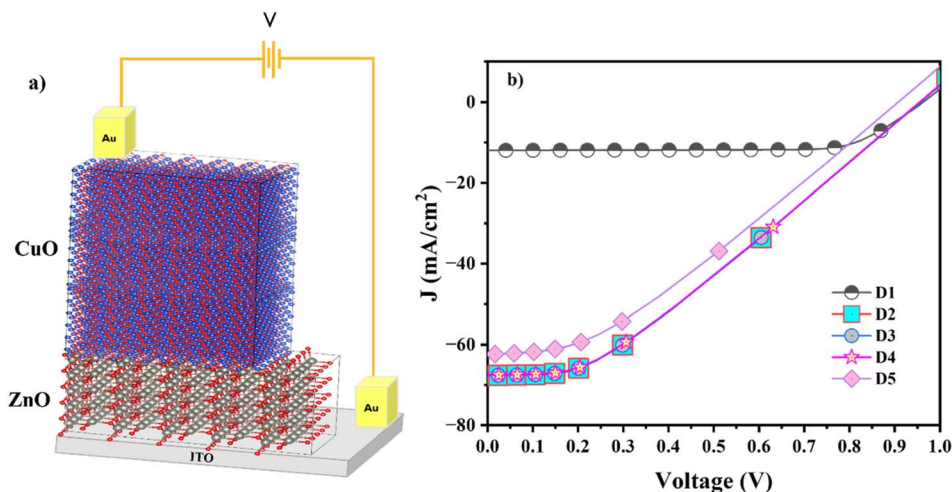 V
a)
Au
CuO
ZnO
Au
ITO
b)
J (mA/cm²)
0
−20
−40
−60
−80
D1
D2
D3
D4
D5
0.0 0.1 0.2 0.3 0.4 0.5 0.6 0.7 0.8 0.9 1.0
Voltage (V)